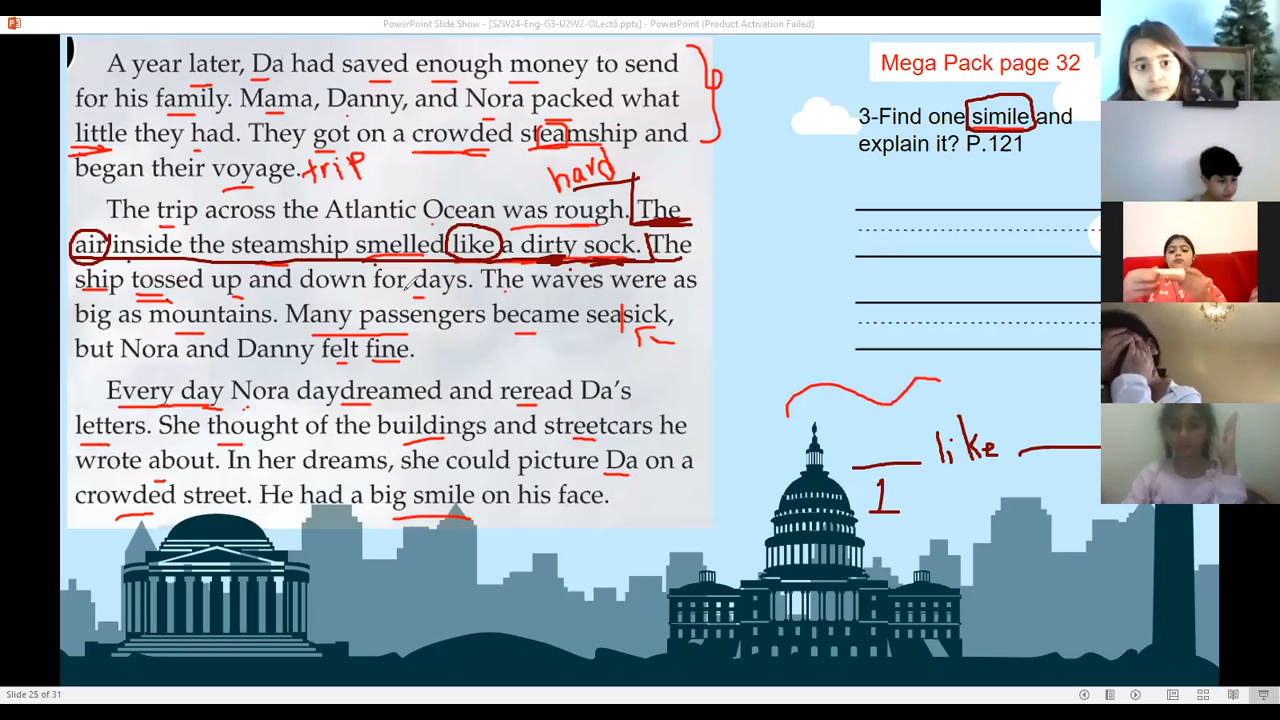 PowerPoint Slide Show - [S2W24-Eng-G3-U2W2-OLect6.pptx] - PowerPoint (Product Activation Failed)
A year later, Da had saved enough money to send
for his family. Mama, Danny, and Nora packed what
little they had. They got on a crowded steamship and
began their voyage. trip
hard
The trip across the Atlantic Ocean was rough. The
air inside the steamship smelled like a dirty sock. The
ship tossed up and down for days. The waves were as
big as mountains. Many passengers became seasick,
but Nora and Danny felt fine.
Every day Nora daydreamed and reread Da's
letters. She thought of the buildings and streetcars he
wrote about. In her dreams, she could picture Da on a
crowded street. He had a big smile on his face.
Mega Pack page 32
3-Find one simile and
explain it? P.121
like
1
Slide 25 of 31